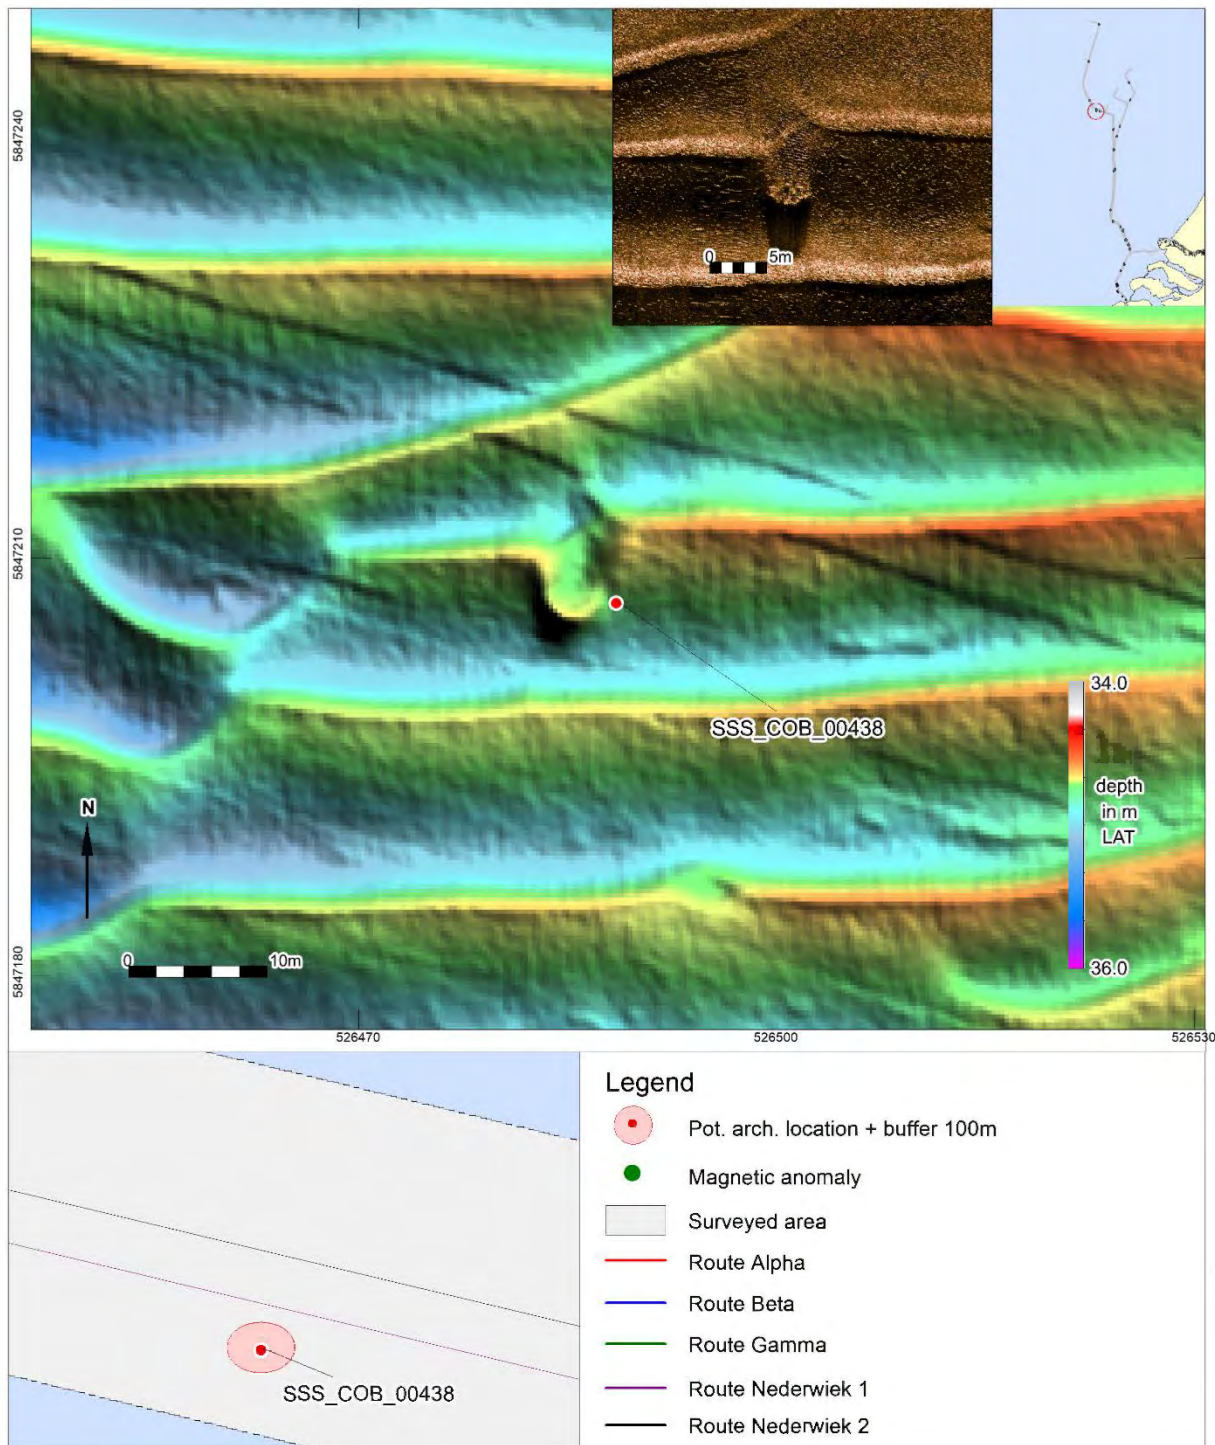 5847240
0 5m
5847210
SSS_COB_00438
34.0
depth
in m
LAT
36.0
N
0 10m
5847180
526470
526500
526530
SSS_COB_00438
Legend
Pot. arch. location + buffer 100m
Magnetic anomaly
Surveyed area
Route Alpha
Route Beta
Route Gamma
Route Nederwiek 1
Route Nederwiek 2